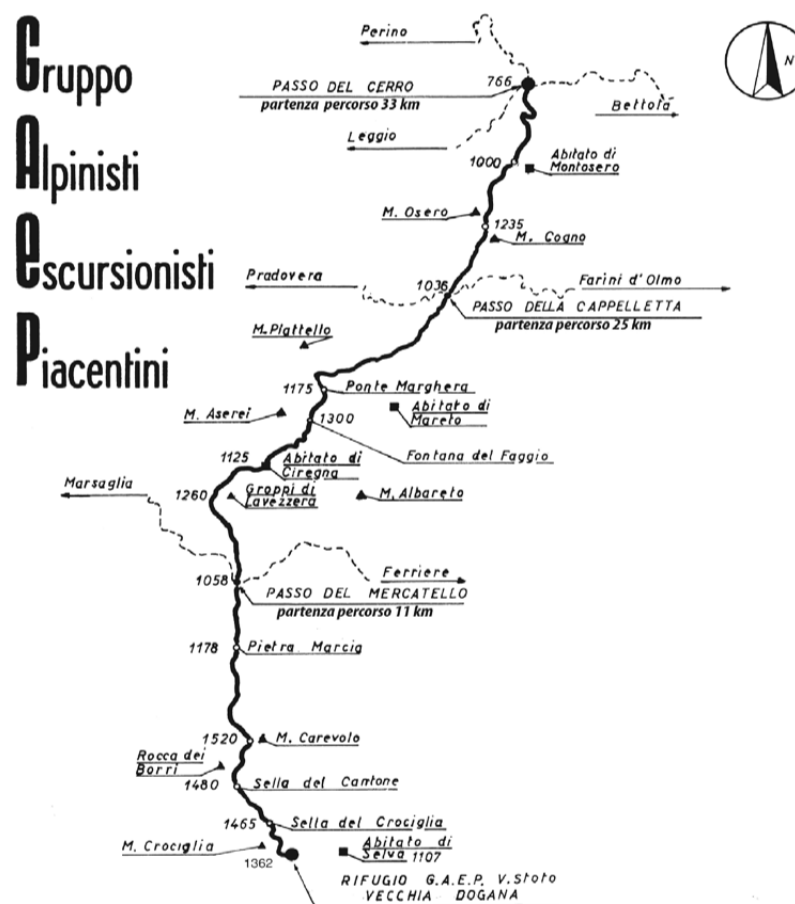 Gruppo
Alpinisti
escursionisti
Piacentini
N
Perino
PASSO DEL CERRO
766
partenza percorso 33 km
Bettola
Leggio
1000
Abitato di
Montosero
M. Osero
1235
M. Cogno
Pradovera
1036
Farini d'Olmo
PASSO DELLA CAPPELLETTA
partenza percorso 25 km
M. Plattello
1175
Ponte Marghera
M. Aserei
Abitato di
Mareto
1300
Fontana del Faggio
1125
Abitato di
Ciregna
Marsaglia
1260
Groppi di
Lavezzera
M. Albareto
Ferriere
1058
PASSO DEL MERCATELLO
partenza percorso 11 km
1178
Pietra Marcia
1520
M. Carevolo
Rocca dei
Borri
1480
Sella del Cantone
1465
Sella del Crociglia
M. Crociglia
1362
Abitato di
Selva 1107
RIFUGIO G.A.E.P. V. Stoto
VECCHIA DOGANA